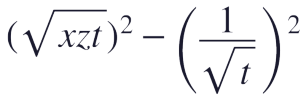 (√xzt)² − (1/√t)²